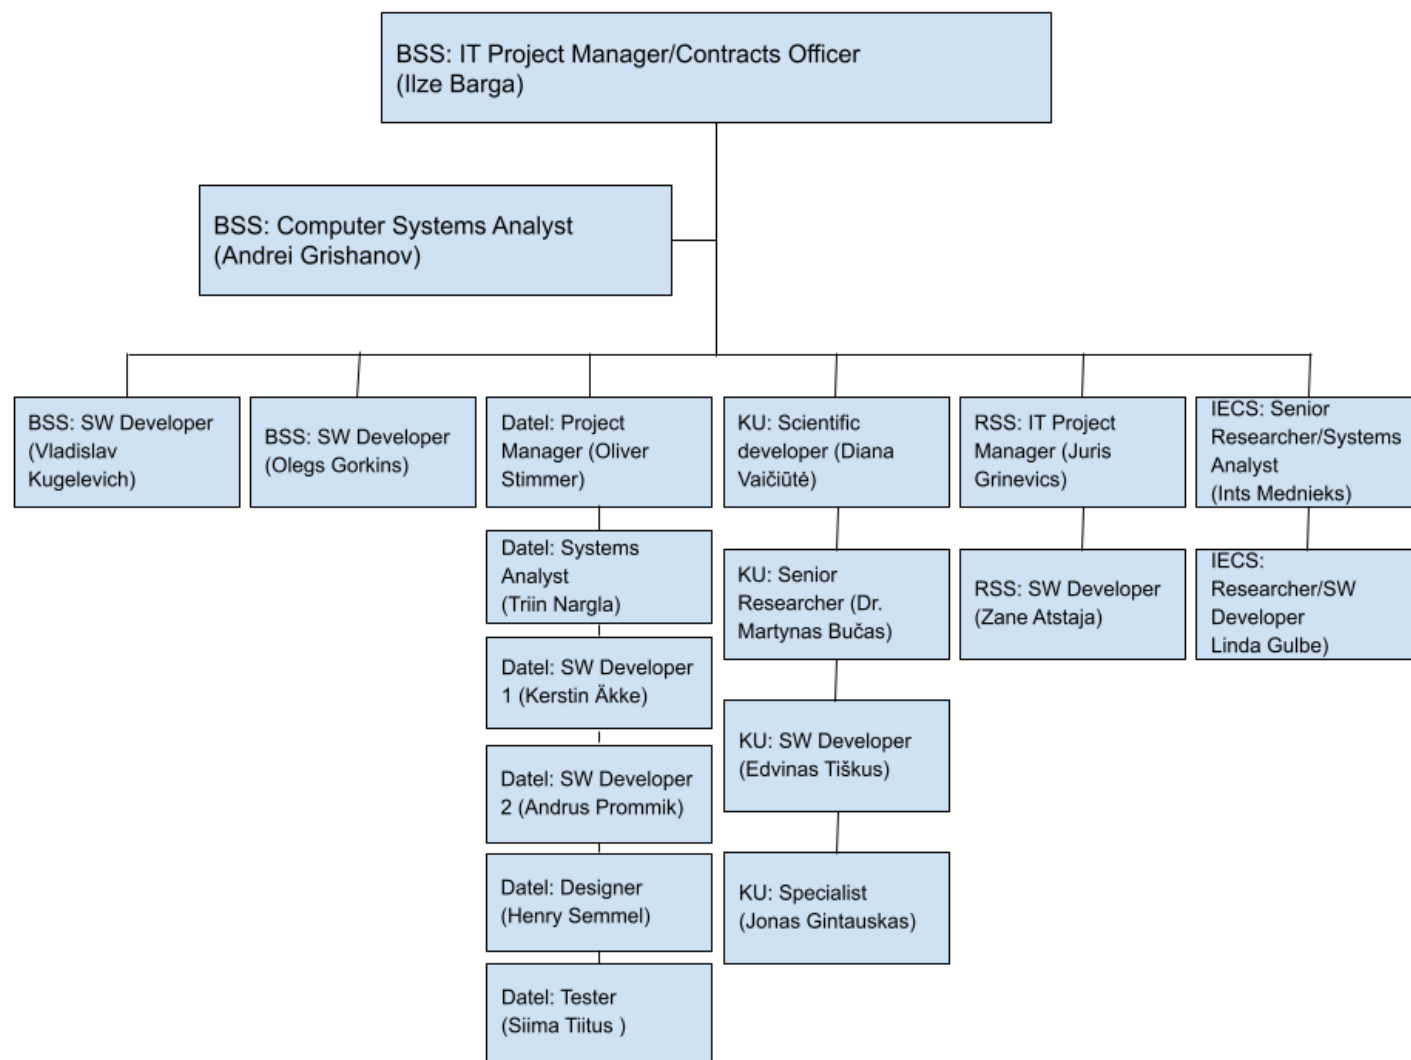 BSS: IT Project Manager/Contracts Officer
(Ilze Barga)
BSS: Computer Systems Analyst
(Andrei Grishanov)
BSS: SW Developer
(Vladislav
Kugelevich)
BSS: SW Developer
(Olegs Gorkins)
Datel: Project
Manager (Oliver
Stimmer)
KU: Scientific
developer (Diana
Vaičiūtė)
RSS: IT Project
Manager (Juris
Grinevics)
IECS: Senior
Researcher/Systems
Analyst
(Ints Mednieks)
Datel: Systems
Analyst
(Triin Nargla)
KU: Senior
Researcher (Dr.
Martynas Bučas)
RSS: SW Developer
(Zane Atstaja)
IECS:
Researcher/SW
Developer
Linda Gulbe)
Datel: SW Developer
1 (Kerstin Äkke)
KU: SW Developer
(Edvinas Tiškus)
Datel: SW Developer
2 (Andrus Prommik)
Datel: Designer
(Henry Semmel)
KU: Specialist
(Jonas Gintauskas)
Datel: Tester
(Siima Tiitus )